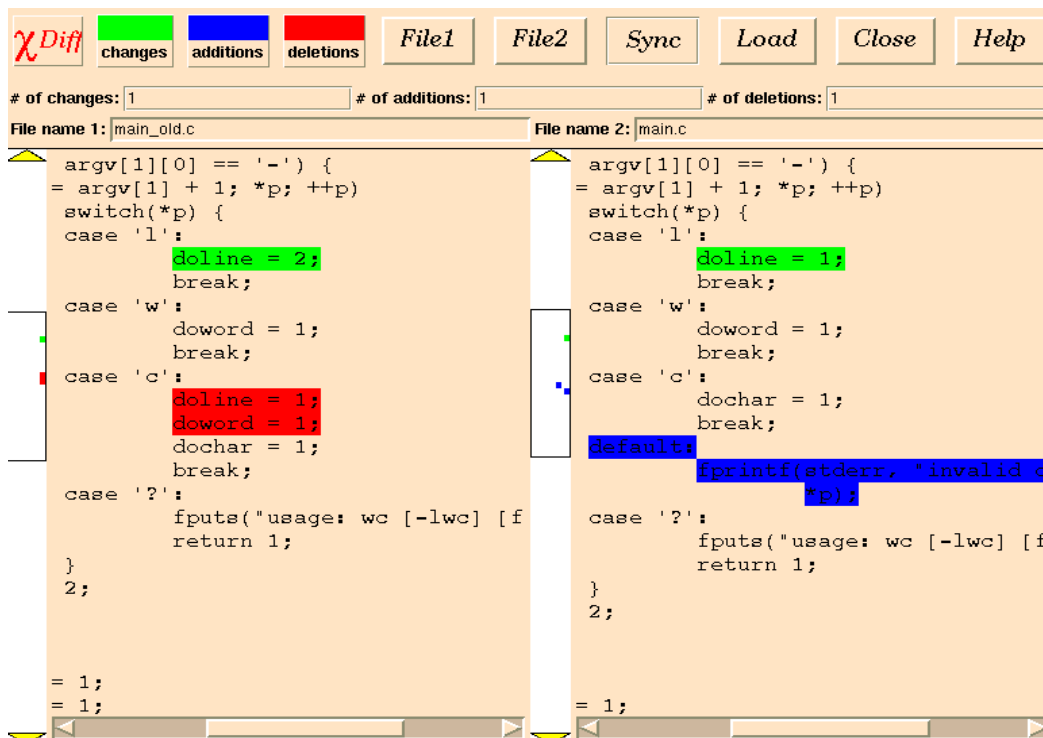 χDiff changes additions deletions File1 File2 Sync Load Close Help
# of changes: 1 # of additions: 1 # of deletions: 1
File name 1: main_old.c File name 2: main.c
argv[1][0] == '-') {
= argv[1] + 1; *p; ++p)
switch(*p) {
case 'l':
doline = 2;
break;
case 'w':
doword = 1;
break;
case 'c':
doline = 1;
doword = 1;
dochar = 1;
break;
case '?':
fputs("usage: wc [-lwc] [f
return 1;
}
2;
= 1;
= 1;
argv[1][0] == '-') {
= argv[1] + 1; *p; ++p)
switch(*p) {
case 'l':
doline = 1;
break;
case 'w':
doword = 1;
break;
case 'c':
dochar = 1;
break;
default:
fprintf(stderr, "invalid
*p);
case '?':
fputs("usage: wc [-lwc] [f
return 1;
}
2;
= 1;